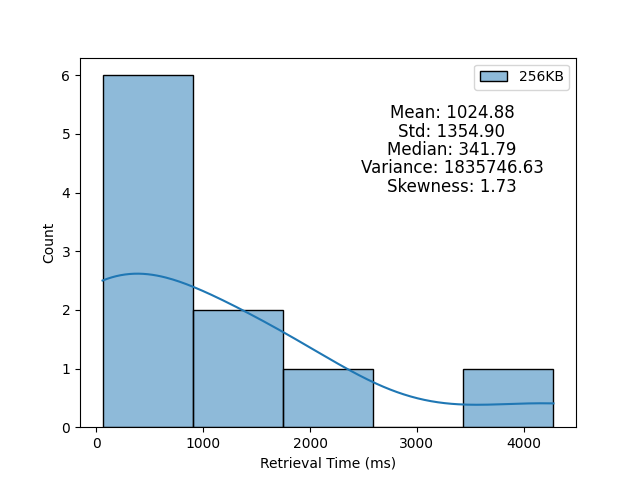 256KB
Mean: 1024.88
Std: 1354.90
Median: 341.79
Variance: 1835746.63
Skewness: 1.73
Count
6
5
4
3
2
1
0
0 1000 2000 3000 4000
Retrieval Time (ms)